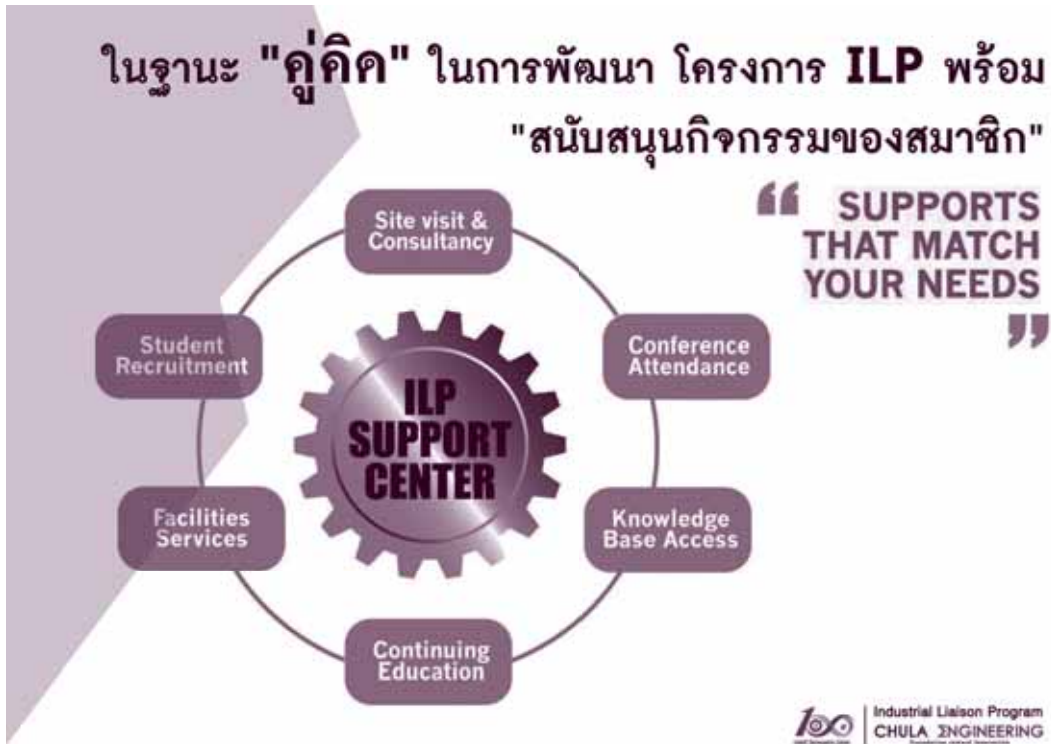 ในฐานะ "คู่คิด" ในการพัฒนา โครงการ ILP พร้อม
"สนับสนุนกิจกรรมของสมาชิก"
“ SUPPORTS
THAT MATCH
YOUR NEEDS
”
Site visit &
Consultancy
Student
Recruitment
Conference
Attendance
ILP
SUPPORT
CENTER
Facilities
Services
Knowledge
Base Access
Continuing
Education
100
Industrial Liaison Program
CHULA ΣNGINEERING